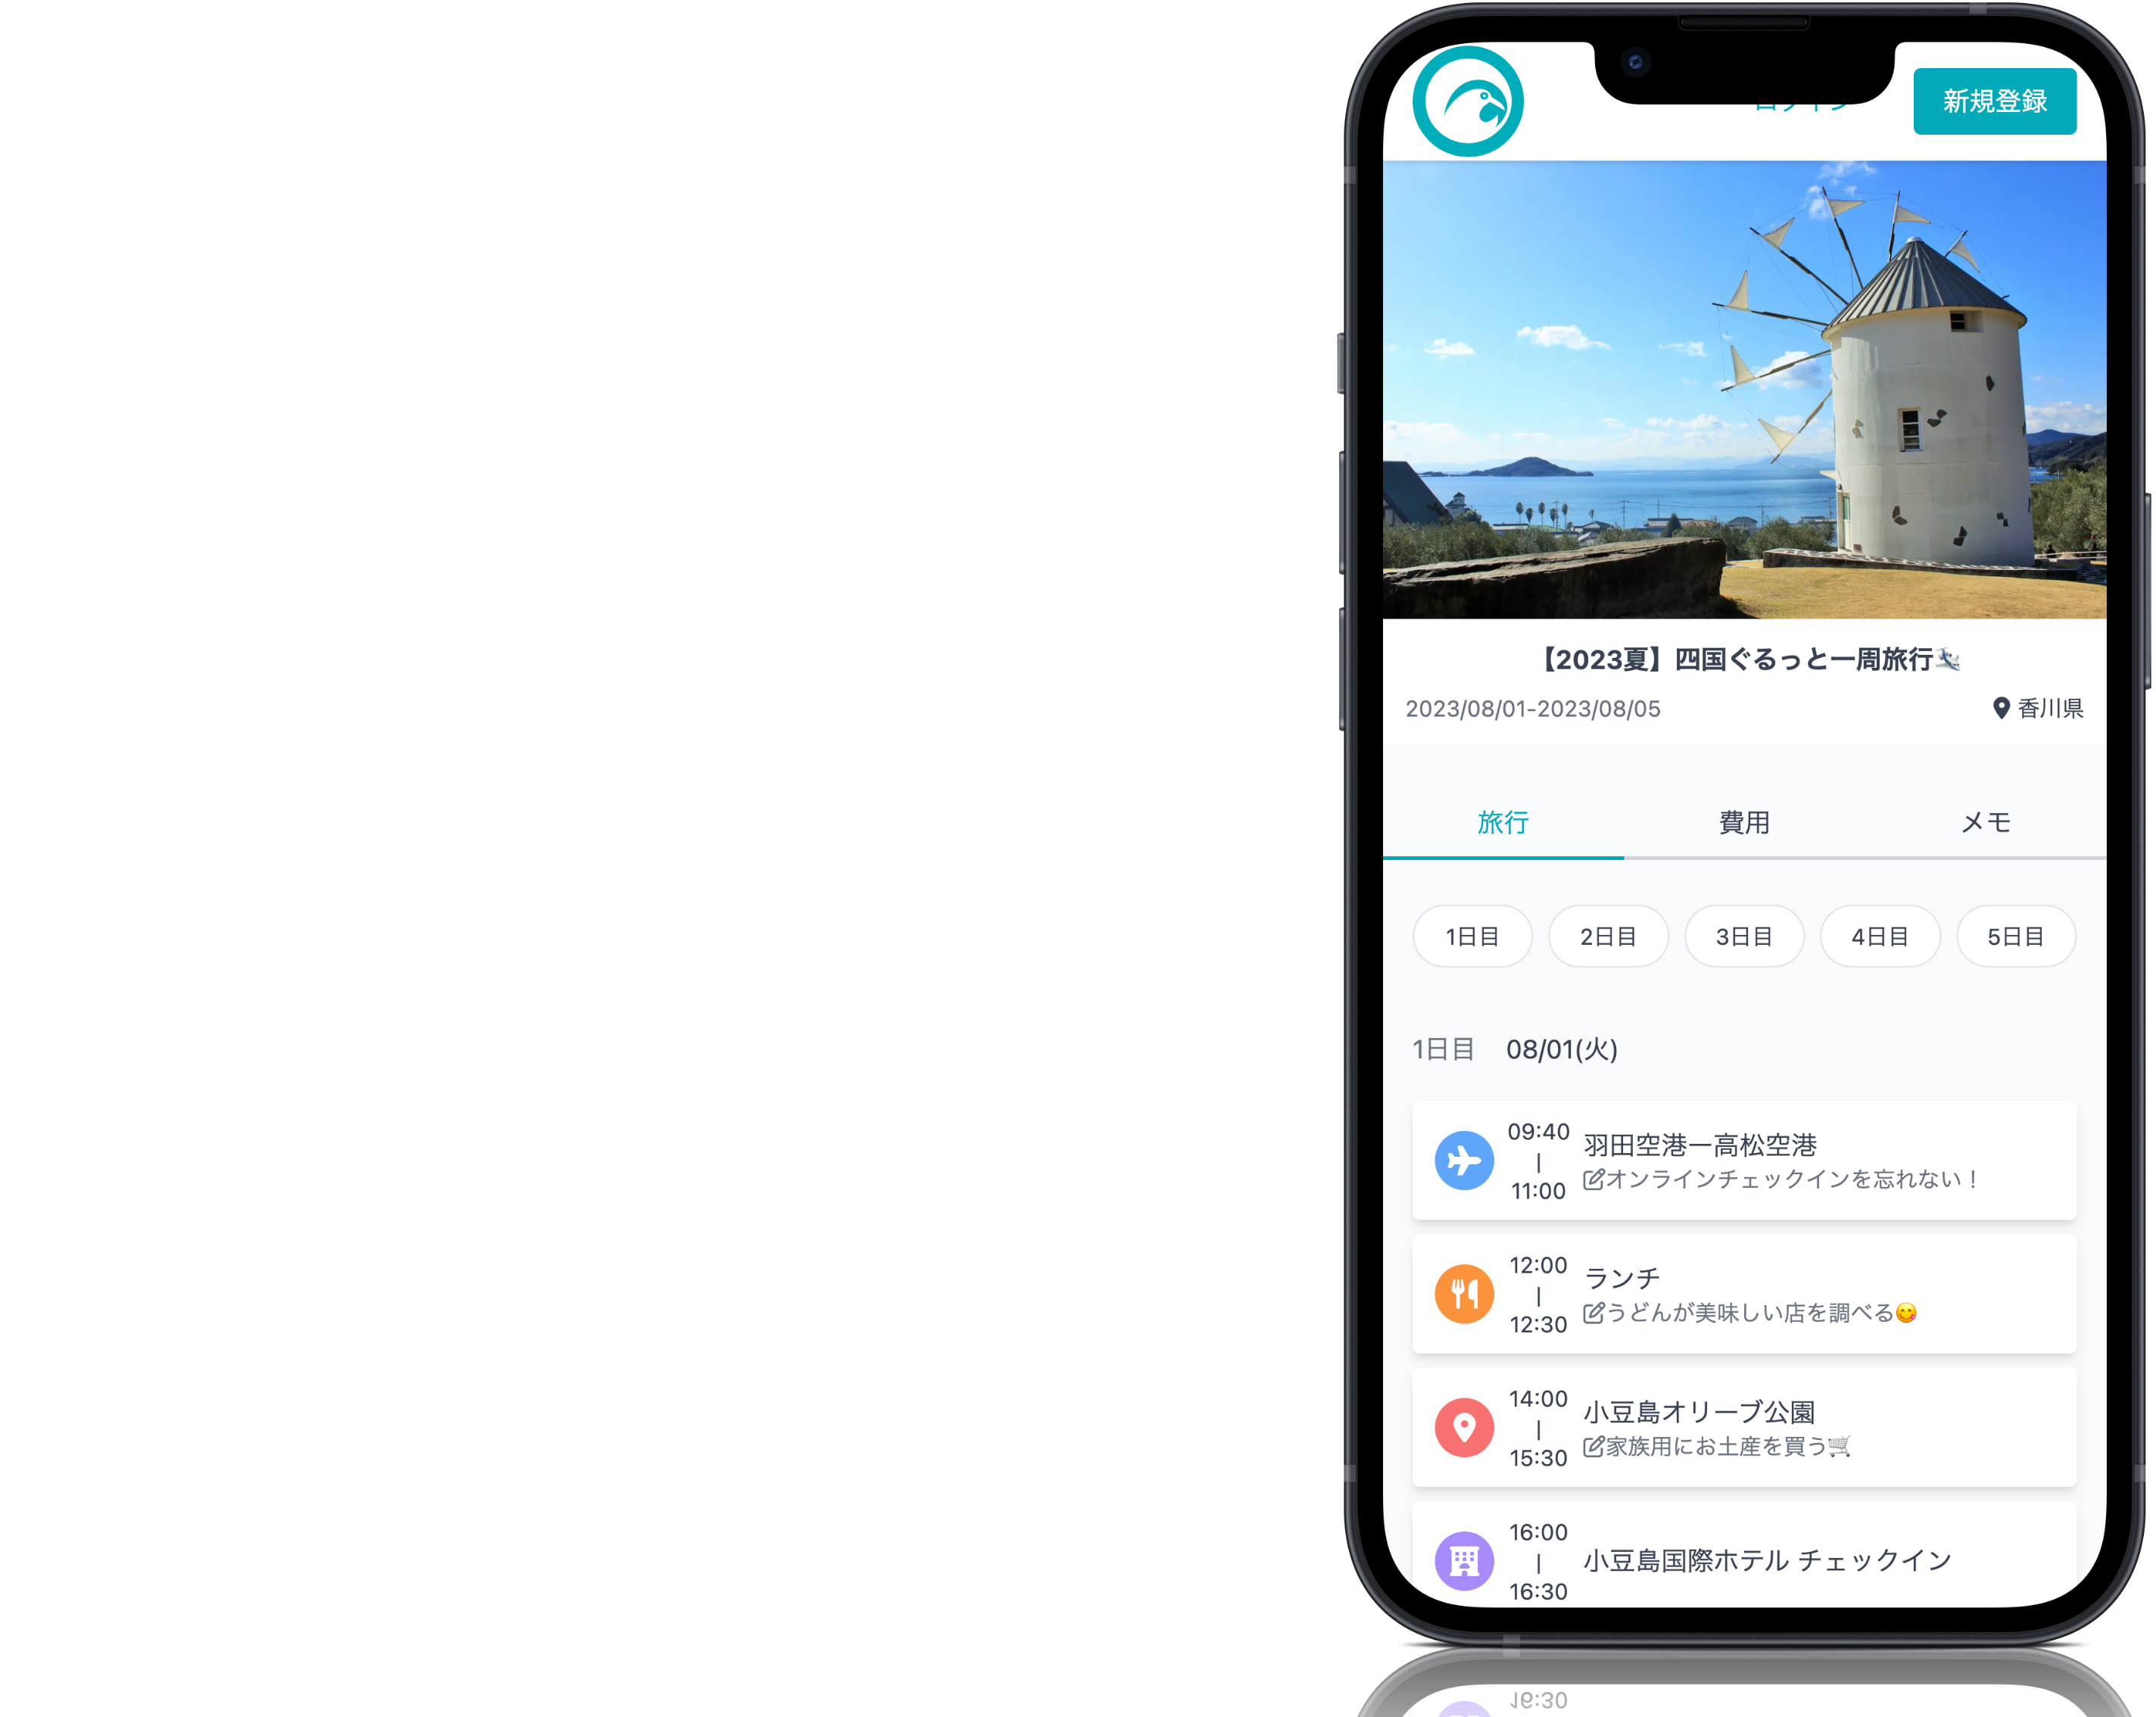 新規登録
【2023夏】四国ぐるっと一周旅行🛬
2023/08/01-2023/08/05
香川県
旅行
費用
メモ
1日目
2日目
3日目
4日目
5日目
1日目 08/01(火)
09:40
|
11:00
羽田空港ー高松空港
オンラインチェックインを忘れない！
12:00
|
12:30
ランチ
うどんが美味しい店を調べる😋
14:00
|
15:30
小豆島オリーブ公園
家族用にお土産を買う🛒
16:00
|
16:30
小豆島国際ホテル チェックイン